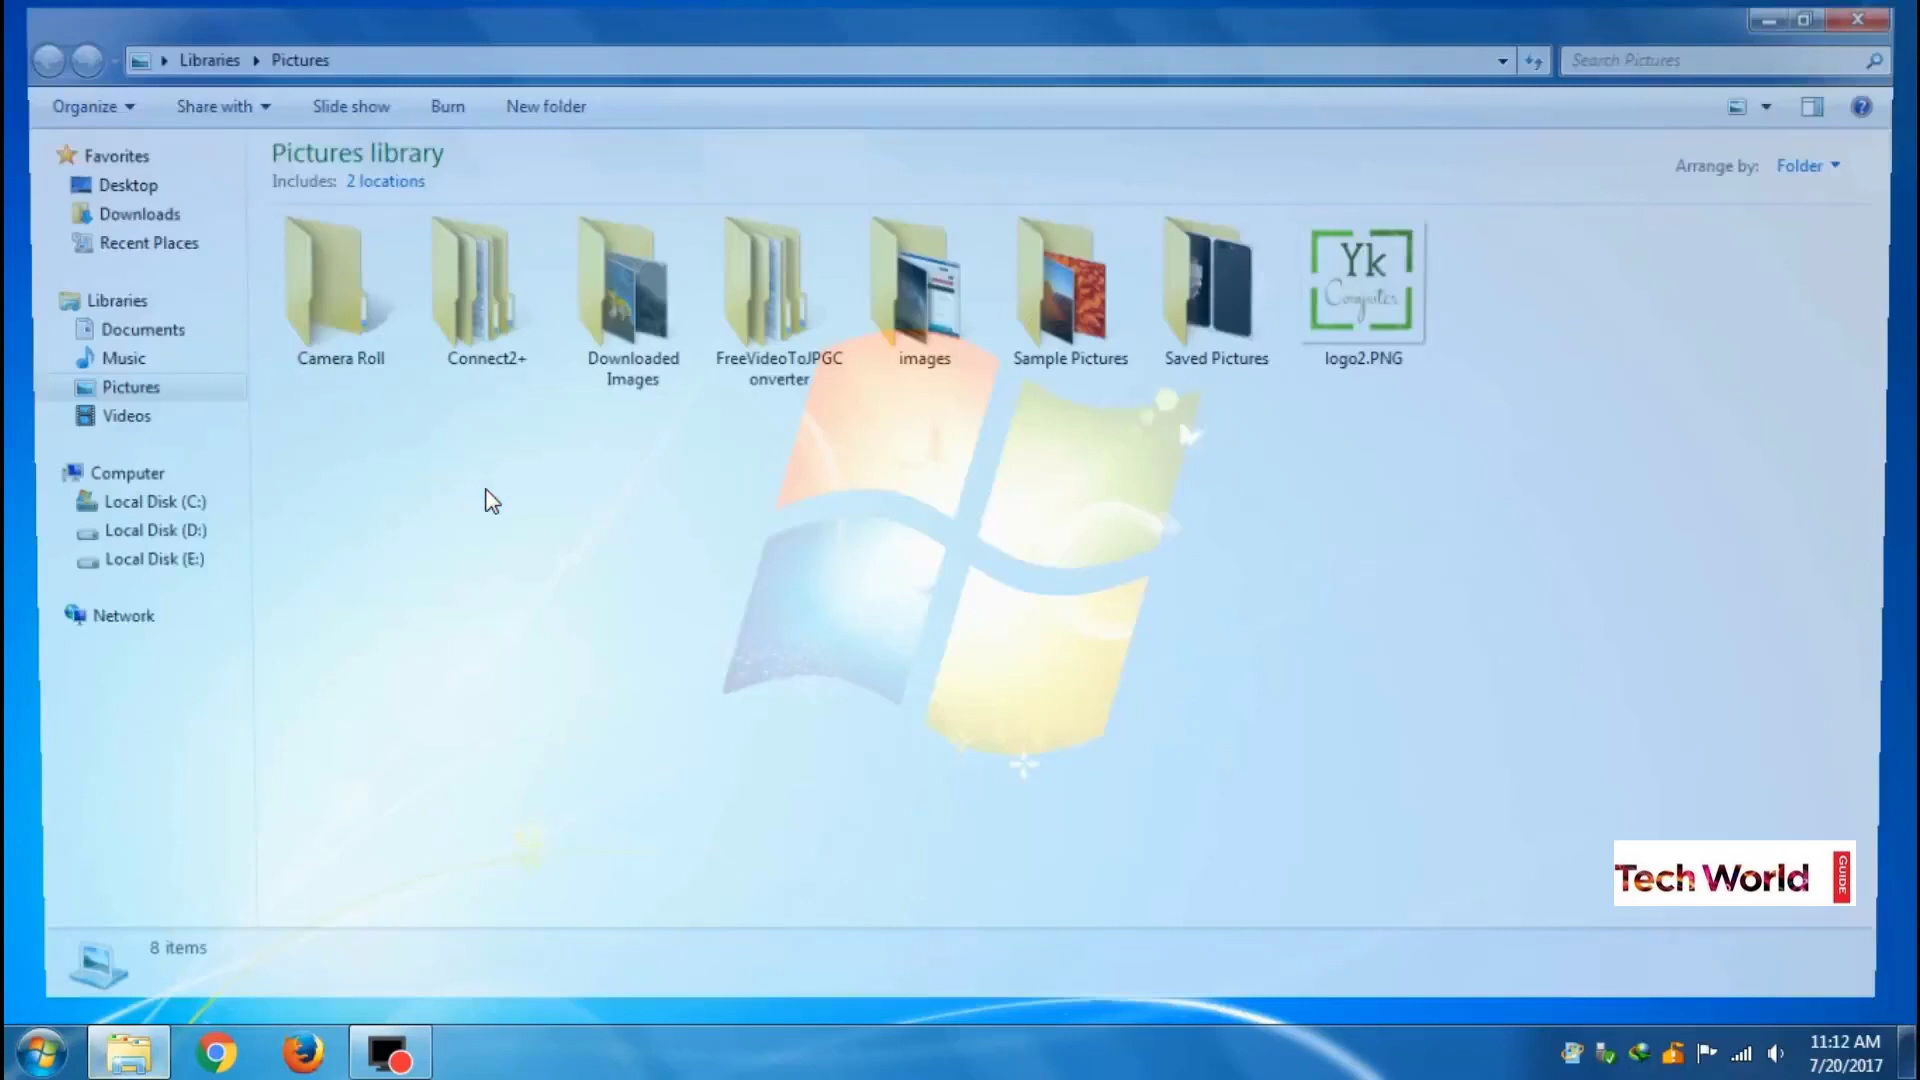 Libraries Pictures
Search Pictures
Organize Share with Slide show Burn New folder
Favorites
Desktop
Downloads
Recent Places
Libraries
Documents
Music
Pictures
Videos
Computer
Local Disk (C:)
Local Disk (D:)
Local Disk (E:)
Network
Pictures library
Includes: 2 locations
Arrange by: Folder
Yk
Computer
Camera Roll
Connect2+
Downloaded
Images
FreeVideoToJPGC
onverter
images
Sample Pictures
Saved Pictures
logo2.PNG
Tech World
GUIDE
8 items
11:12 AM
7/20/2017